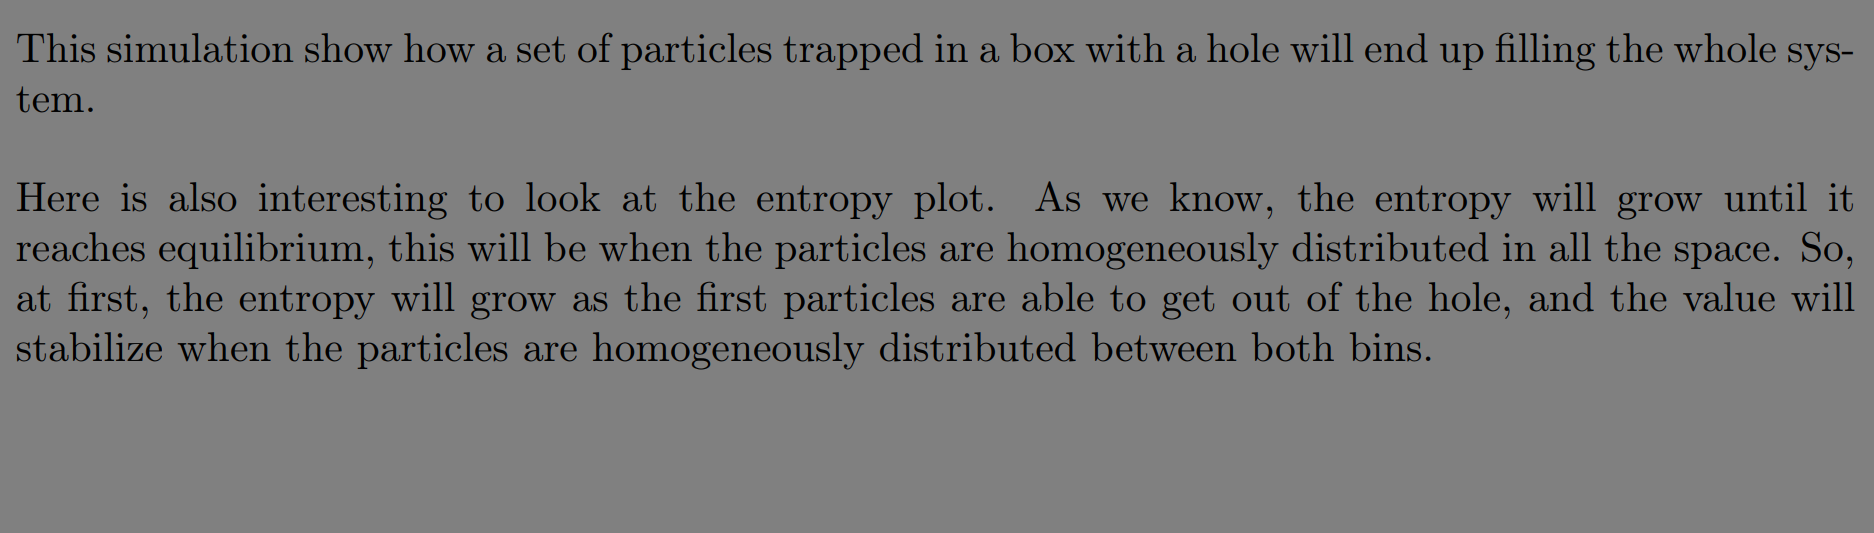 This simulation show how a set of particles trapped in a box with a hole will end up filling the whole sys-
tem.
Here is also interesting to look at the entropy plot. As we know, the entropy will grow until it
reaches equilibrium, this will be when the particles are homogeneously distributed in all the space. So,
at first, the entropy will grow as the first particles are able to get out of the hole, and the value will
stabilize when the particles are homogeneously distributed between both bins.